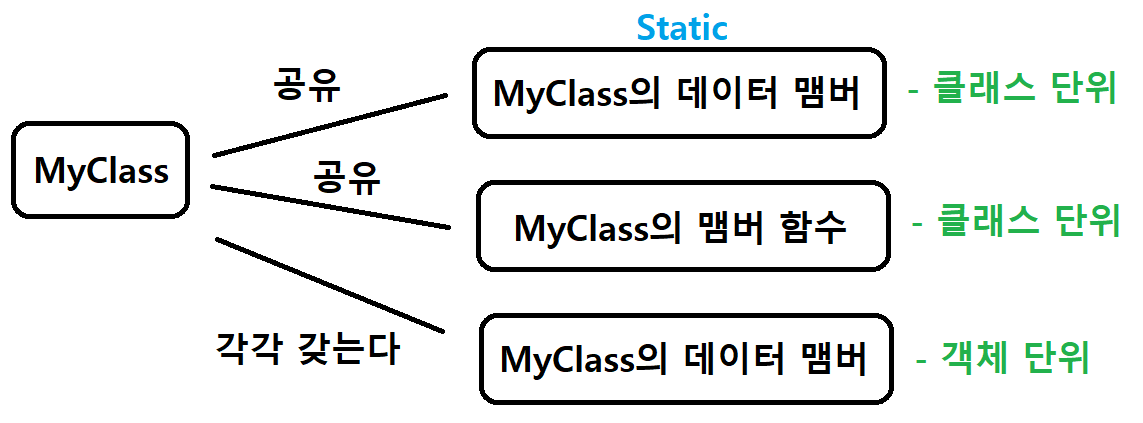 Static
공유
MyClass의 데이터 맴버
- 클래스 단위
MyClass
공유
MyClass의 맴버 함수
- 클래스 단위
각각 갖는다
MyClass의 데이터 맴버
- 객체 단위